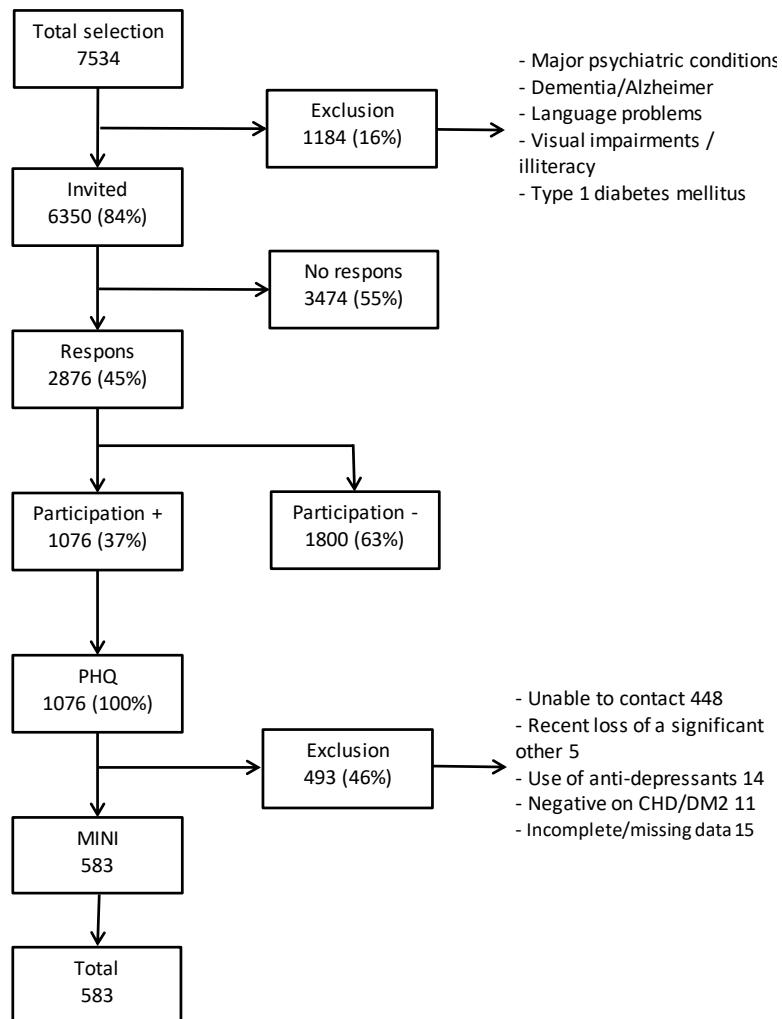 Total selection
7534
- Major psychiatric conditions
- Dementia/Alzheimer
- Language problems
- Visual impairments /
illiteracy
- Type 1 diabetes mellitus
Exclusion
1184 (16%)
Invited
6350 (84%)
No respons
3474 (55%)
Respons
2876 (45%)
Participation +
1076 (37%)
Participation -
1800 (63%)
PHQ
1076 (100%)
- Unable to contact 448
- Recent loss of a significant
other 5
- Use of anti-depressants 14
- Negative on CHD/DM2 11
- Incomplete/missing data 15
Exclusion
493 (46%)
MINI
583
Total
583